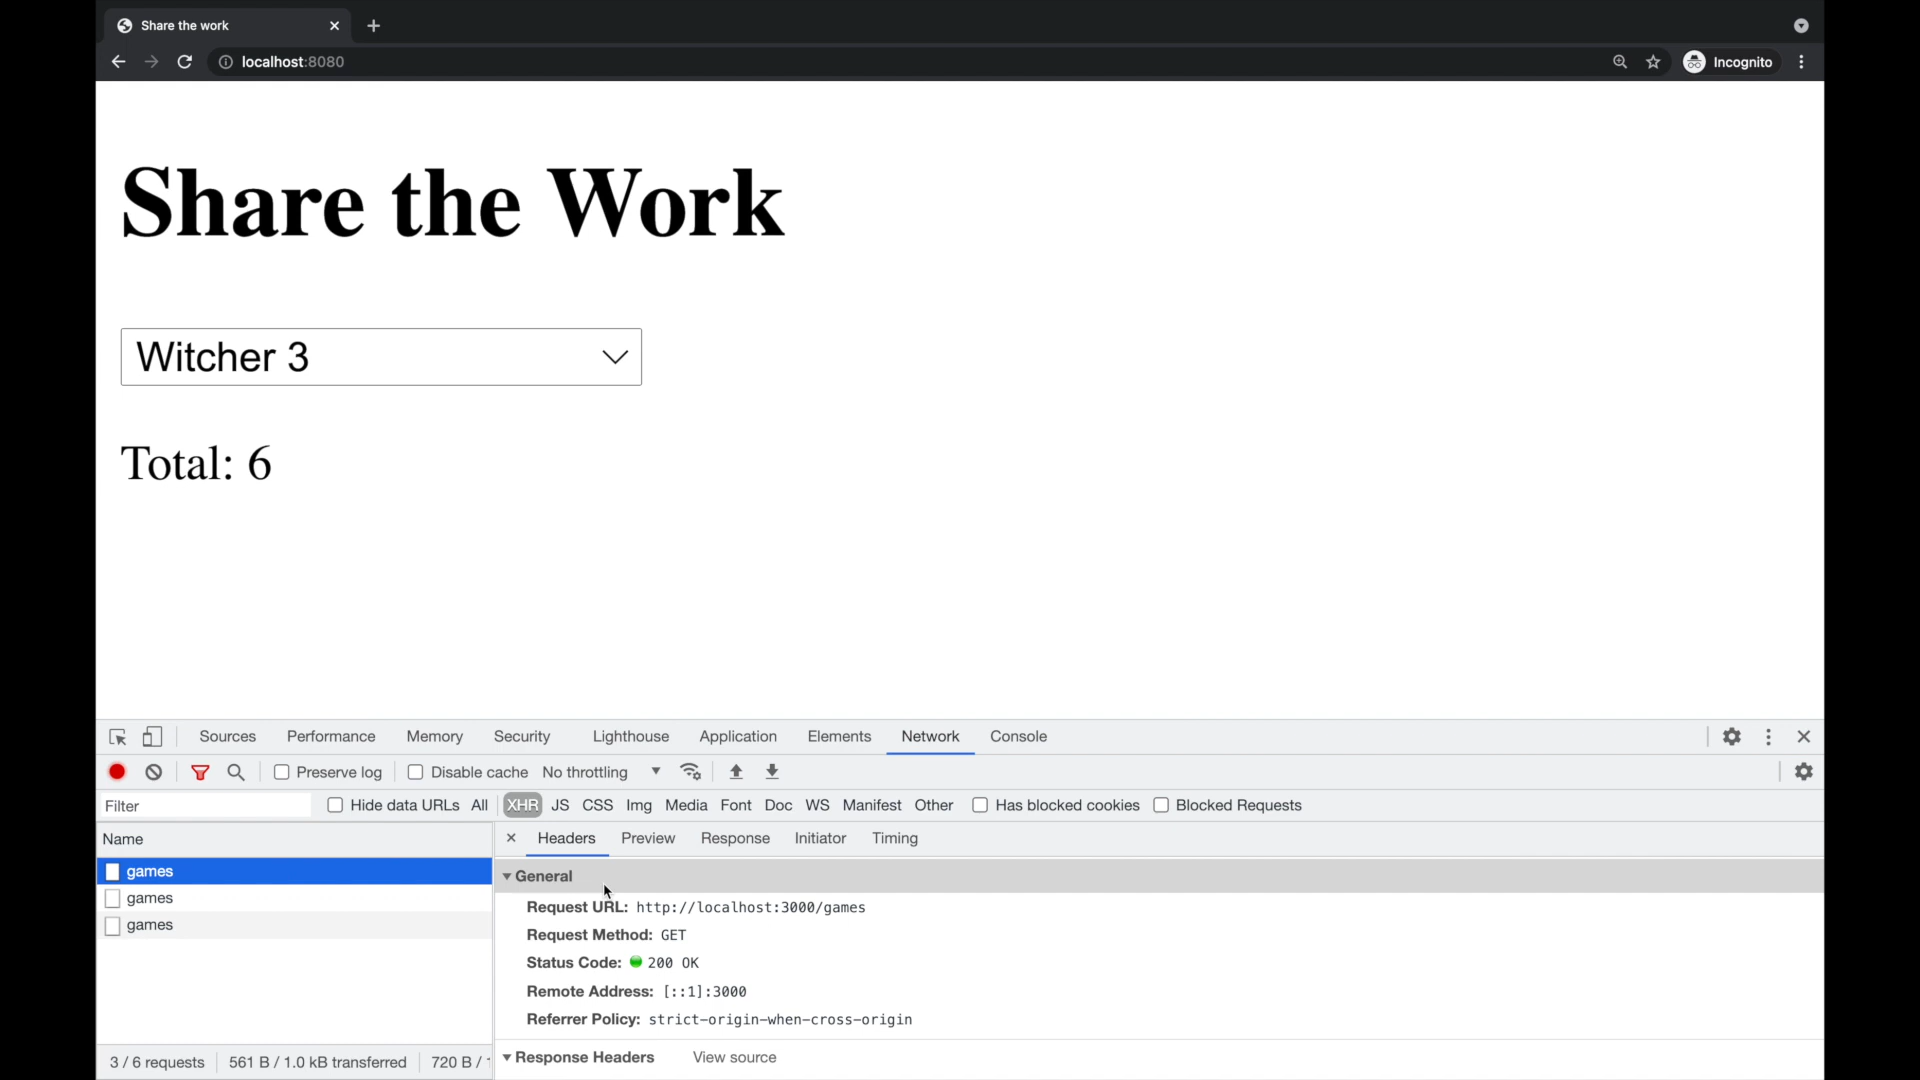 Share the work
localhost:8080
Incognito
Share the Work
Witcher 3
Total: 6
Sources Performance Memory Security Lighthouse Application Elements Network Console
Preserve log Disable cache No throttling
Filter Hide data URLs All XHR JS CSS Img Media Font Doc WS Manifest Other Has blocked cookies Blocked Requests
Name Headers Preview Response Initiator Timing
games
games
games
General
Request URL: http://localhost:3000/games
Request Method: GET
Status Code: 200 OK
Remote Address: [::1]:3000
Referrer Policy: strict-origin-when-cross-origin
Response Headers View source
3 / 6 requests 561 B / 1.0 kB transferred 720 B /